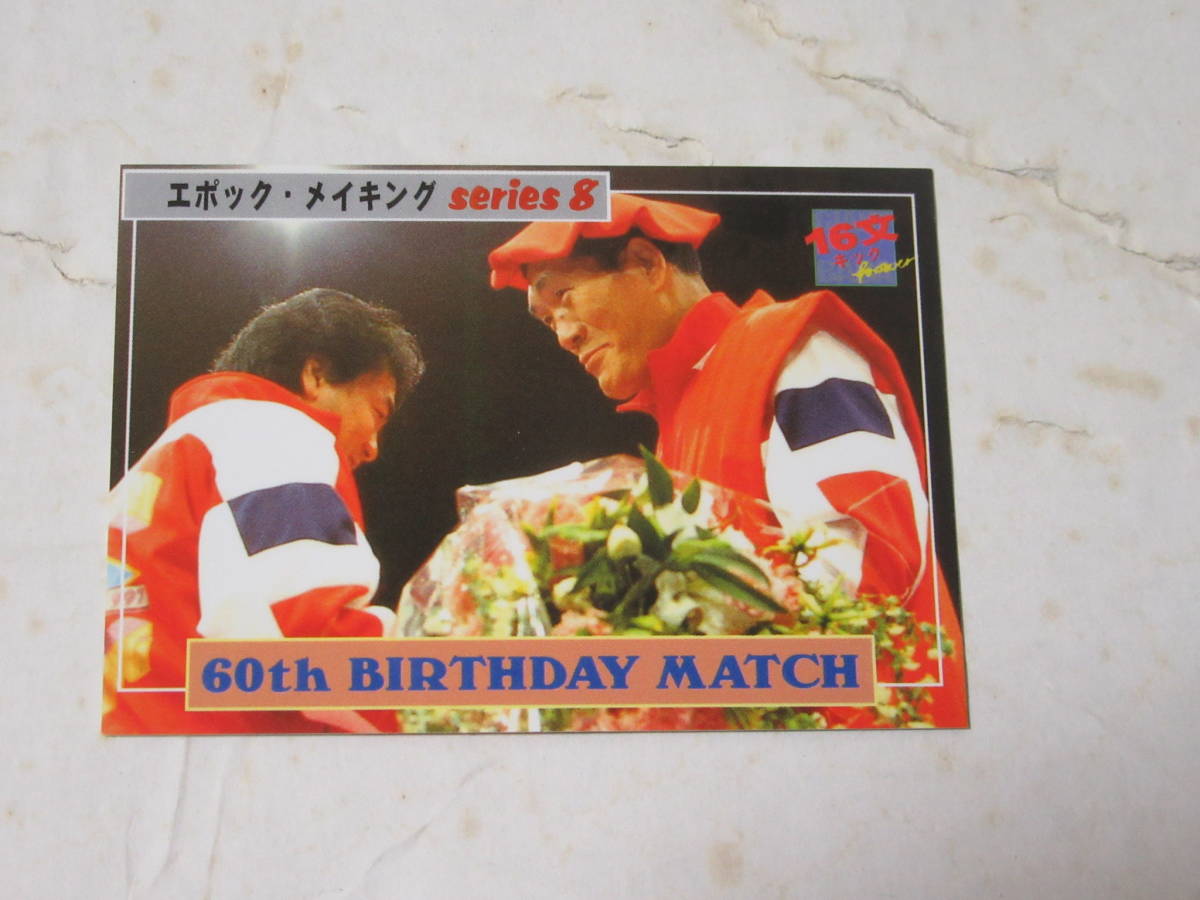 エポック・メイキング series 8
16文
キック
forever
60th BIRTHDAY MATCH